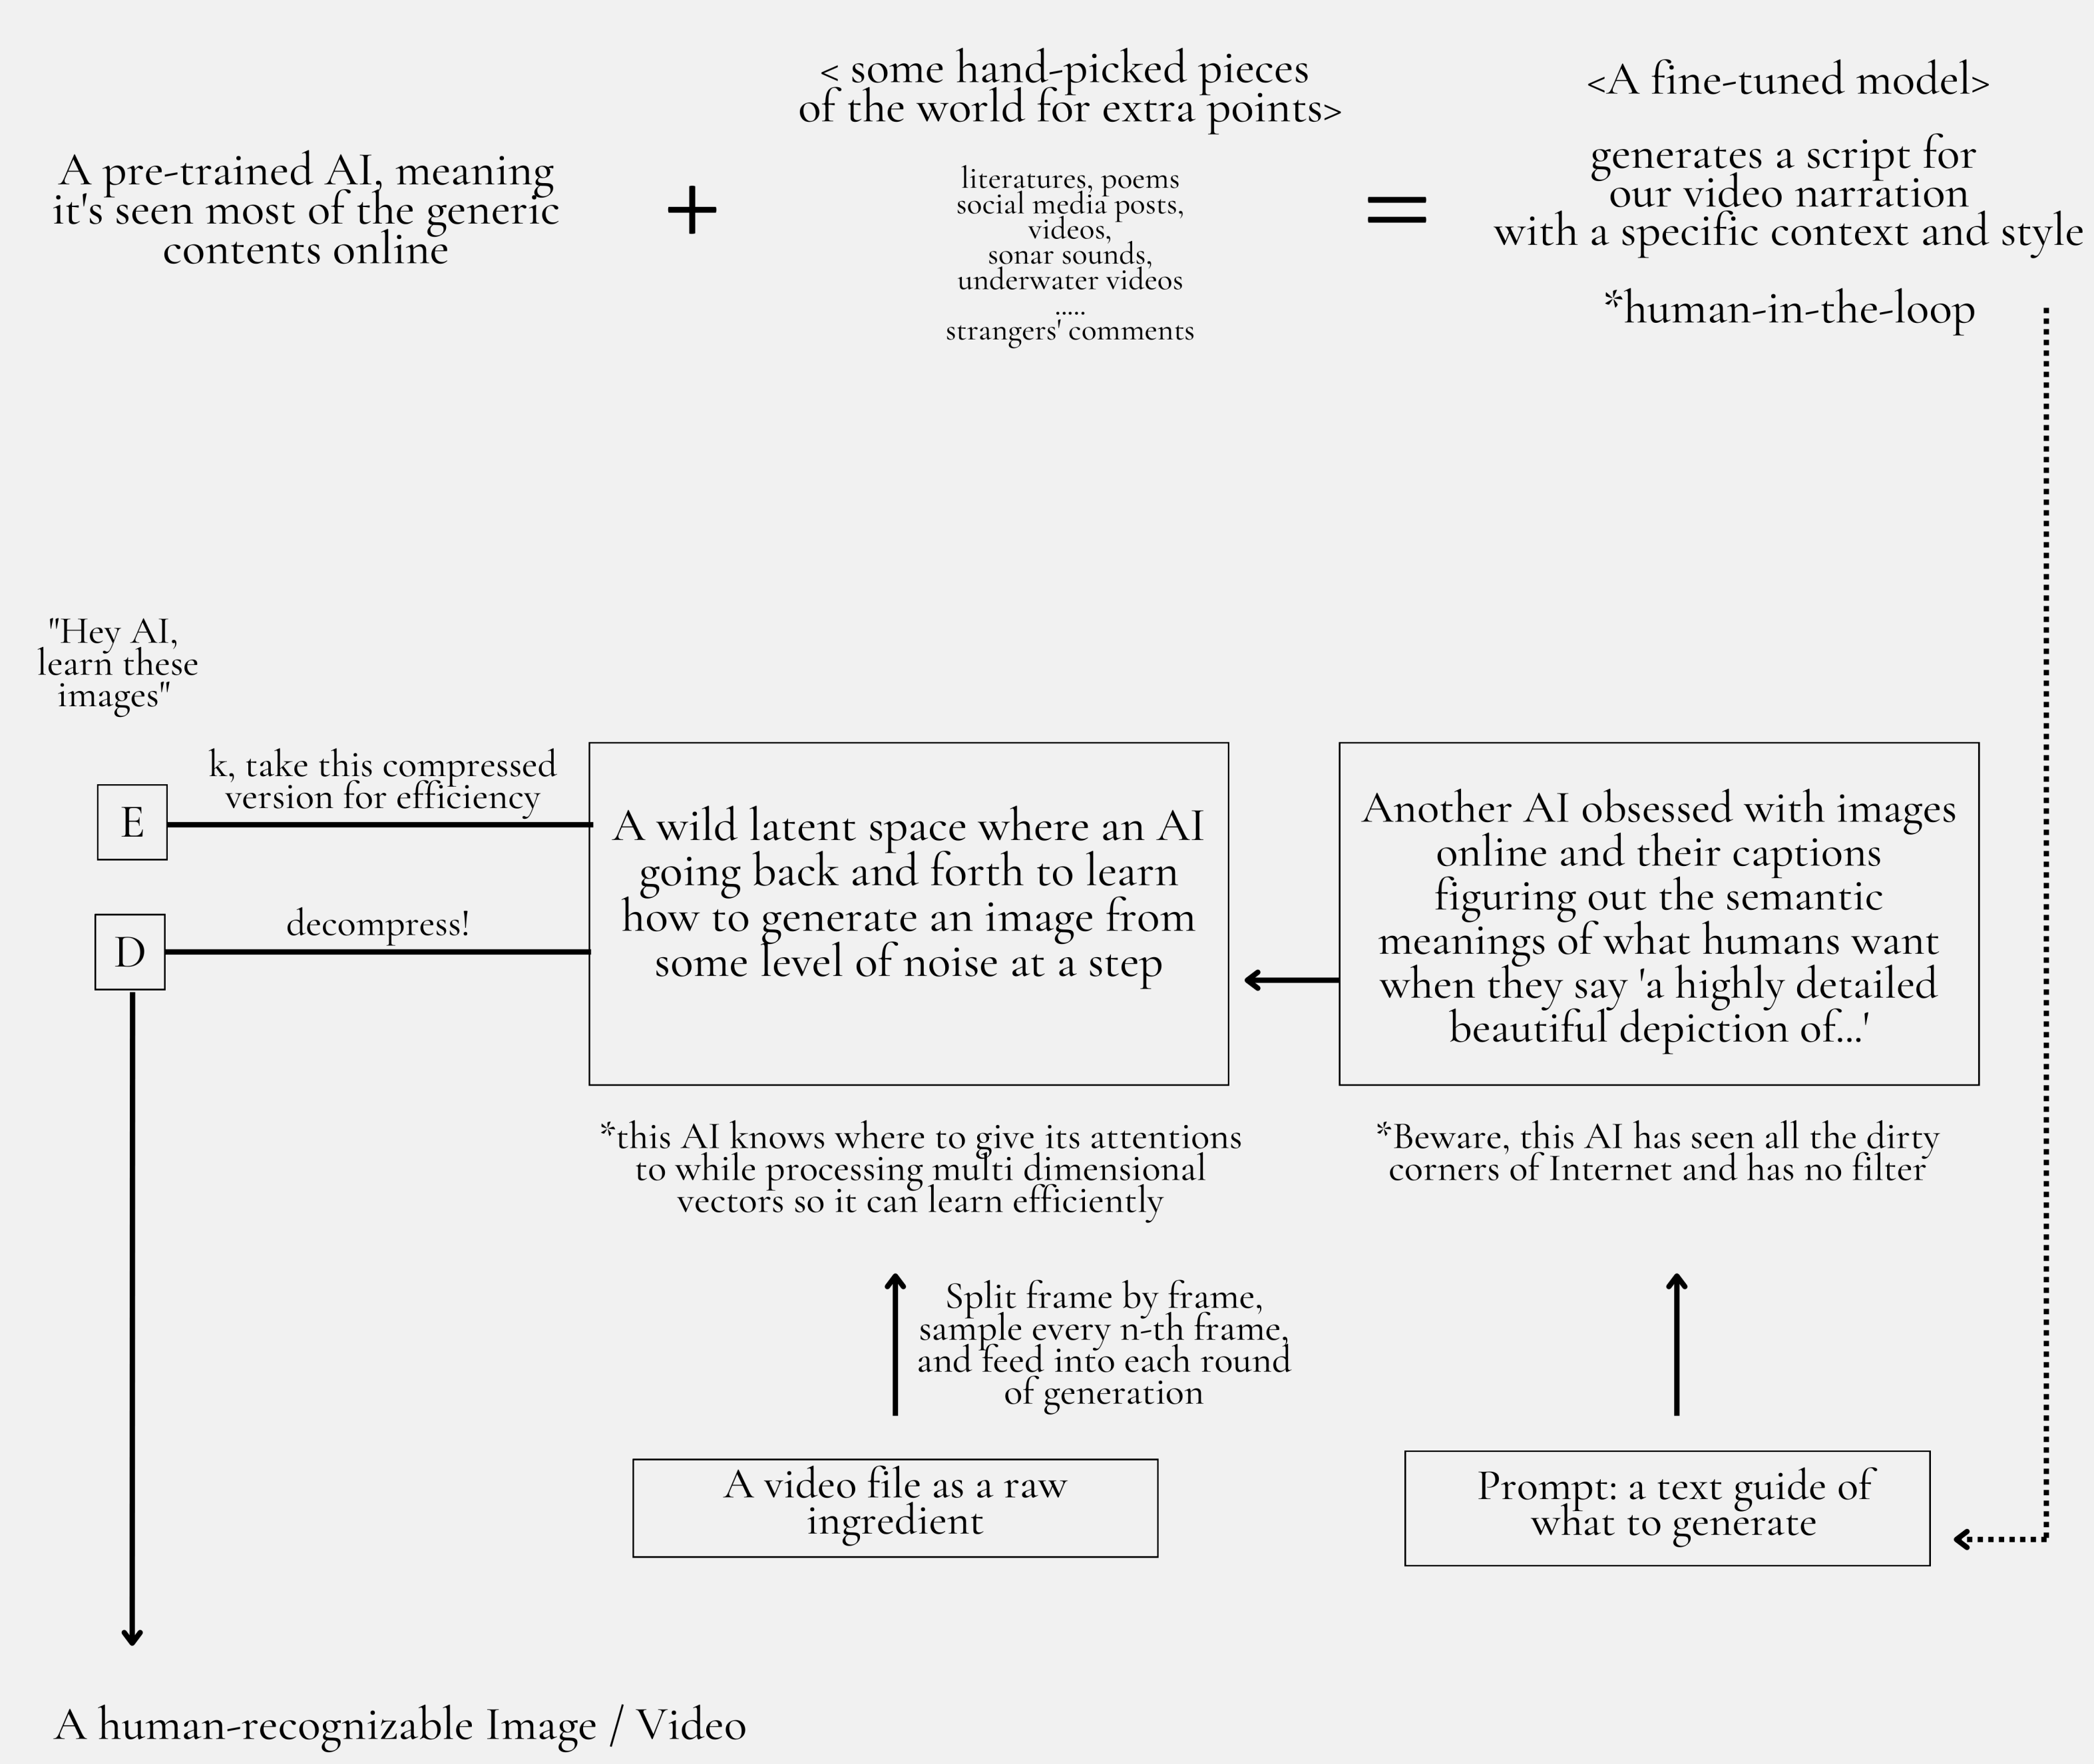 A pre-trained AI, meaning
it's seen most of the generic
contents online
+
< some hand-picked pieces
of the world for extra points>
literatures, poems
social media posts,
videos,
sonar sounds,
underwater videos
.....
strangers' comments
=
<A fine-tuned model>
generates a script for
our video narration
with a specific context and style
*human-in-the-loop
"Hey AI,
learn these
images"
E
k, take this compressed
version for efficiency
D
decompress!
A wild latent space where an AI
going back and forth to learn
how to generate an image from
some level of noise at a step
*this AI knows where to give its attentions
to while processing multi dimensional
vectors so it can learn efficiently
Another AI obsessed with images
online and their captions
figuring out the semantic
meanings of what humans want
when they say 'a highly detailed
beautiful depiction of...'
*Beware, this AI has seen all the dirty
corners of Internet and has no filter
Split frame by frame,
sample every n-th frame,
and feed into each round
of generation
A video file as a raw
ingredient
Prompt: a text guide of
what to generate
A human-recognizable Image / Video